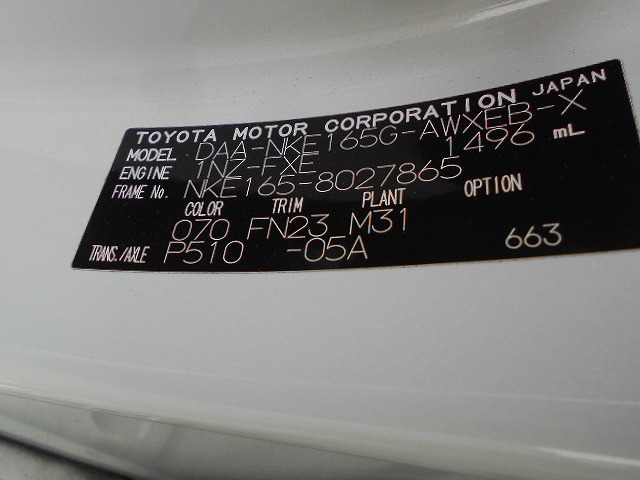 TOYOTA MOTOR CORPORATION JAPAN
MODEL DAA-NKE165G-AWXEB-X
ENGINE 1NZ-FXE 1496 mL
FRAME No. NKE165-8027865
COLOR TRIM PLANT OPTION
070 FN23 M31
TRANS./AXLE P510 -05A 663